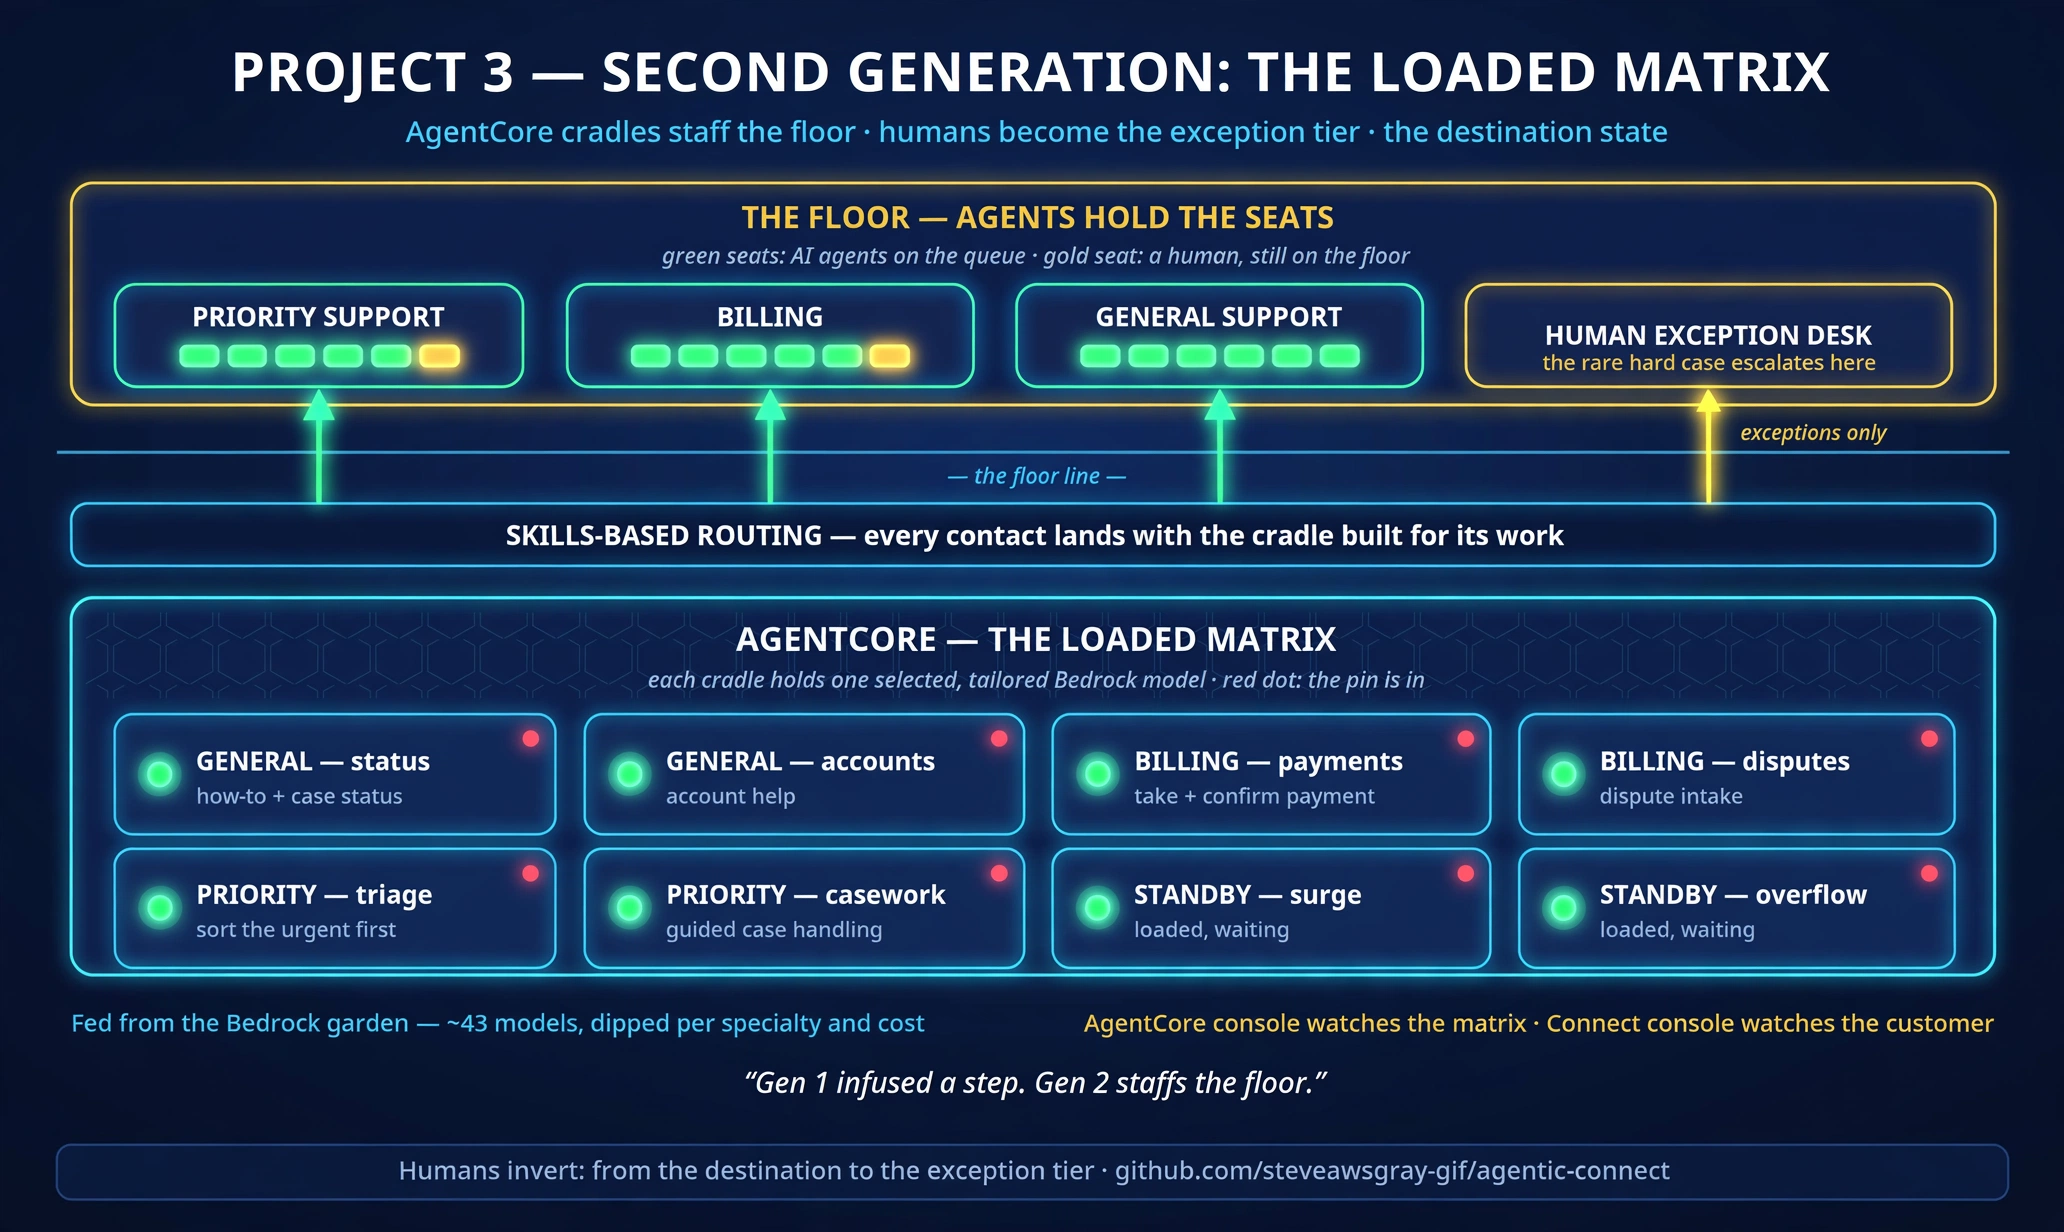 PROJECT 3 — SECOND GENERATION: THE LOADED MATRIX
AgentCore cradles staff the floor · humans become the exception tier · the destination state
THE FLOOR — AGENTS HOLD THE SEATS
green seats: AI agents on the queue · gold seat: a human, still on the floor
PRIORITY SUPPORT
BILLING
GENERAL SUPPORT
HUMAN EXCEPTION DESK
the rare hard case escalates here
exceptions only
— the floor line —
SKILLS-BASED ROUTING — every contact lands with the cradle built for its work
AGENTCORE — THE LOADED MATRIX
each cradle holds one selected, tailored Bedrock model · red dot: the pin is in
GENERAL — status
how-to + case status
GENERAL — accounts
account help
BILLING — payments
take + confirm payment
BILLING — disputes
dispute intake
PRIORITY — triage
sort the urgent first
PRIORITY — casework
guided case handling
STANDBY — surge
loaded, waiting
STANDBY — overflow
loaded, waiting
Fed from the Bedrock garden — ~43 models, dipped per specialty and cost
AgentCore console watches the matrix · Connect console watches the customer
“Gen 1 infused a step. Gen 2 staffs the floor.”
Humans invert: from the destination to the exception tier · github.com/steveawsgray-gif/agentic-connect